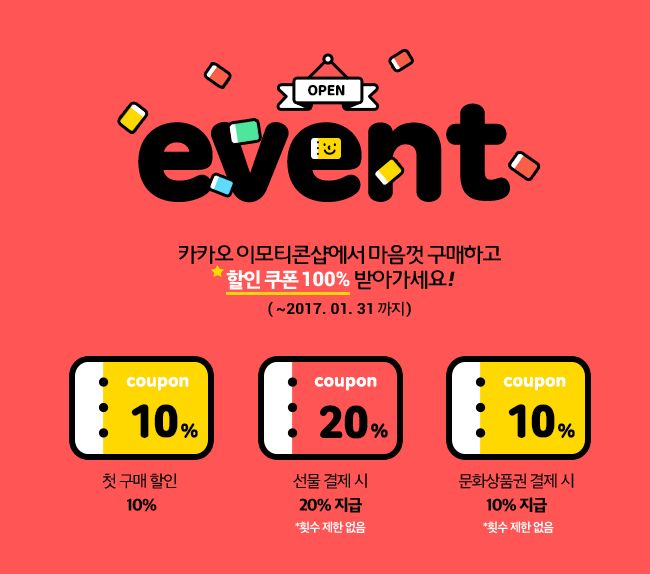 OPEN
event
카카오 이모티콘샵에서 마음껏 구매하고
할인 쿠폰 100% 받아가세요!
( ~2017. 01. 31 까지)
coupon
10%
첫 구매 할인
10%
coupon
20%
선물 결제 시
20% 지급
*횟수 제한 없음
coupon
10%
문화상품권 결제 시
10% 지급
*횟수 제한 없음